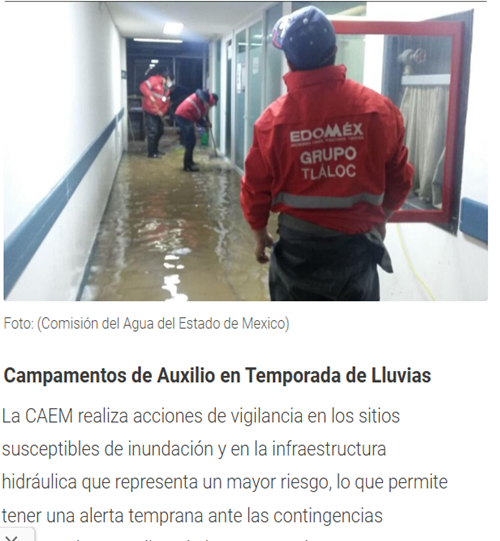 EDOMÉX
GRUPO
TLÁLOC
Foto: (Comisión del Agua del Estado de Mexico)
Campamentos de Auxilio en Temporada de Lluvias
La CAEM realiza acciones de vigilancia en los sitios
susceptibles de inundación y en la infraestructura
hidráulica que representa un mayor riesgo, lo que permite
tener una alerta temprana ante las contingencias